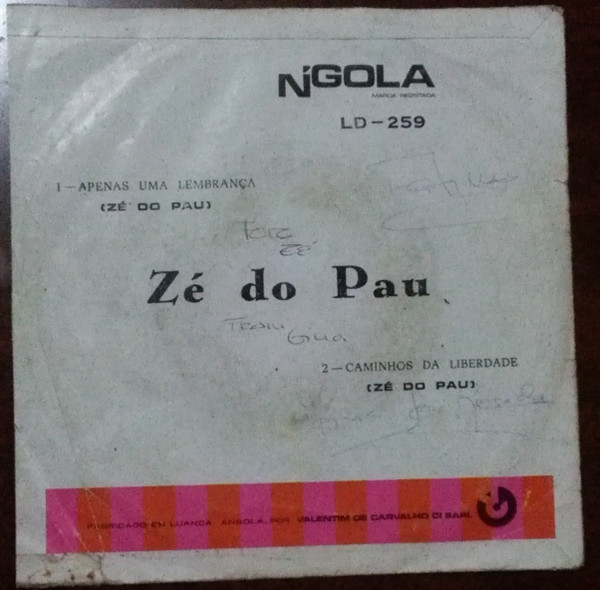 N'GOLA
MARCA REGISTADA
LD-259
1-APENAS UMA LEMBRANÇA
(ZÉ DO PAU)
ZÉ
Zé do Pau
2-CAMINHOS DA LIBERDADE
(ZÉ DO PAU)
FABRICADO EM LUANDA, ANGOLA, POR VALENTIM DE CARVALHO CI SARL